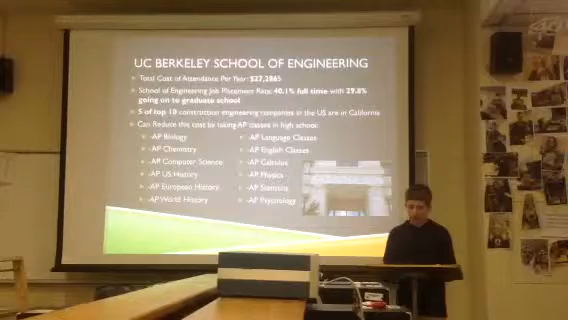 UC BERKELEY SCHOOL OF ENGINEERING
Total Cost of Attendance Per Year: $27,2865
School of Engineering Job Placement Rate: 40.1% full time with 29.8%
going on to graduate school
5 of top 10 construction engineering companies in the US are in California
Can Reduce this cost by taking AP classes in high school:
-AP Biology
-AP Chemistry
-AP Computer Science
-AP US History
-AP European History
-AP World History
-AP Language Classes
-AP English Classes
-AP Calculus
-AP Physics
-AP Statistics
-AP Psychology